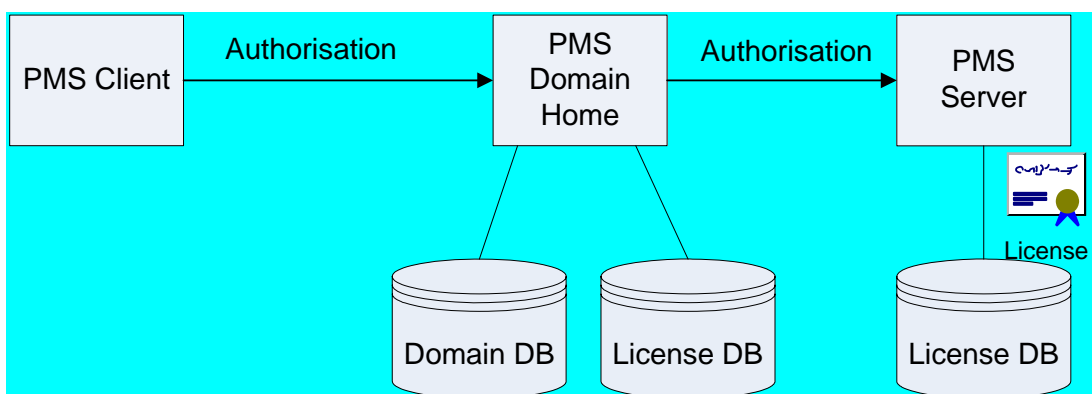 PMS Client
Authorisation
PMS
Domain
Home
Authorisation
PMS
Server
License
Domain DB
License DB
License DB